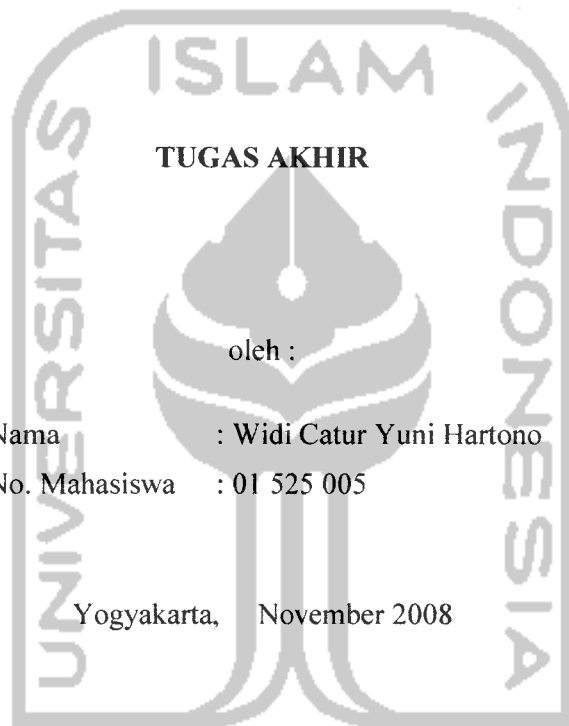 UNIVERSITAS ISLAM INDONESIA
TUGAS AKHIR
oleh :
Nama : Widi Catur Yuni Hartono
No. Mahasiswa : 01 525 005
Yogyakarta, November 2008